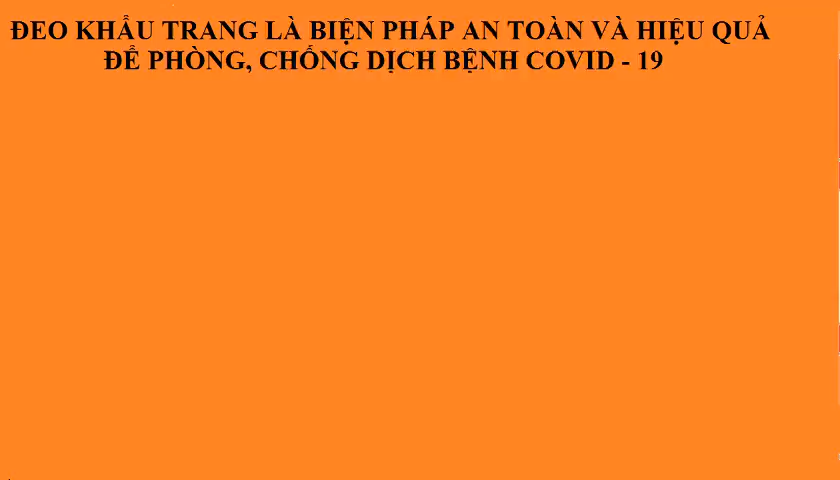 ĐEO KHẨU TRANG LÀ BIỆN PHÁP AN TOÀN VÀ HIỆU QUẢ
ĐỂ PHÒNG, CHỐNG DỊCH BỆNH COVID - 19